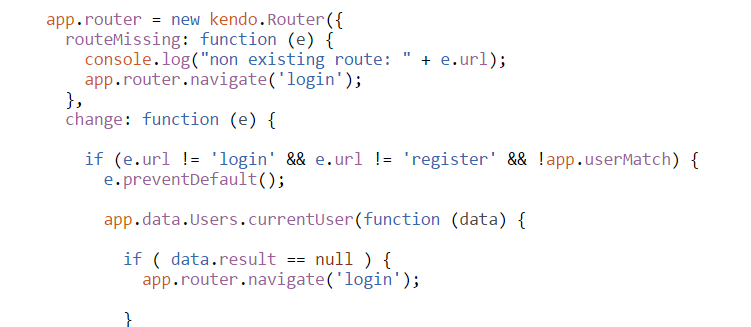 app.router = new kendo.Router({
routeMissing: function (e) {
console.log("non existing route: " + e.url);
app.router.navigate('login');
},
change: function (e) {
if (e.url != 'login' && e.url != 'register' && !app.userMatch) {
e.preventDefault();
app.data.Users.currentUser(function (data) {
if ( data.result == null ) {
app.router.navigate('login');
}